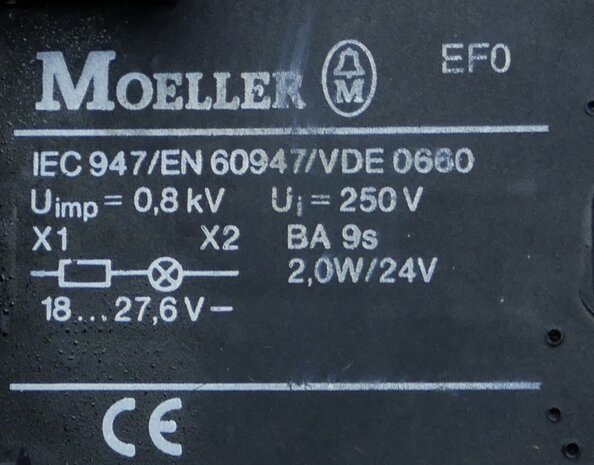 MOELLER M EF0
IEC 947/EN 60947/VDE 0660
Uimp = 0,8 kV Ui = 250 V
X1 X2 BA 9s
2,0W/24V
18...27,6 V⎓
CE